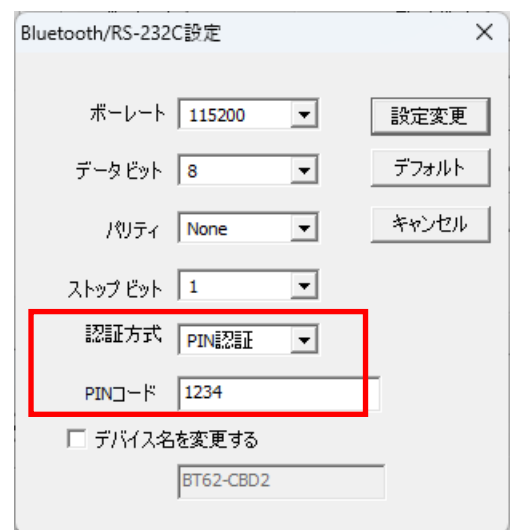 Bluetooth/RS-232C設定
ボーレート 115200 設定変更
データビット 8 デフォルト
パリティ None キャンセル
ストップビット 1
認証方式 PIN認証
PINコード 1234
デバイス名を変更する
BT62-CBD2